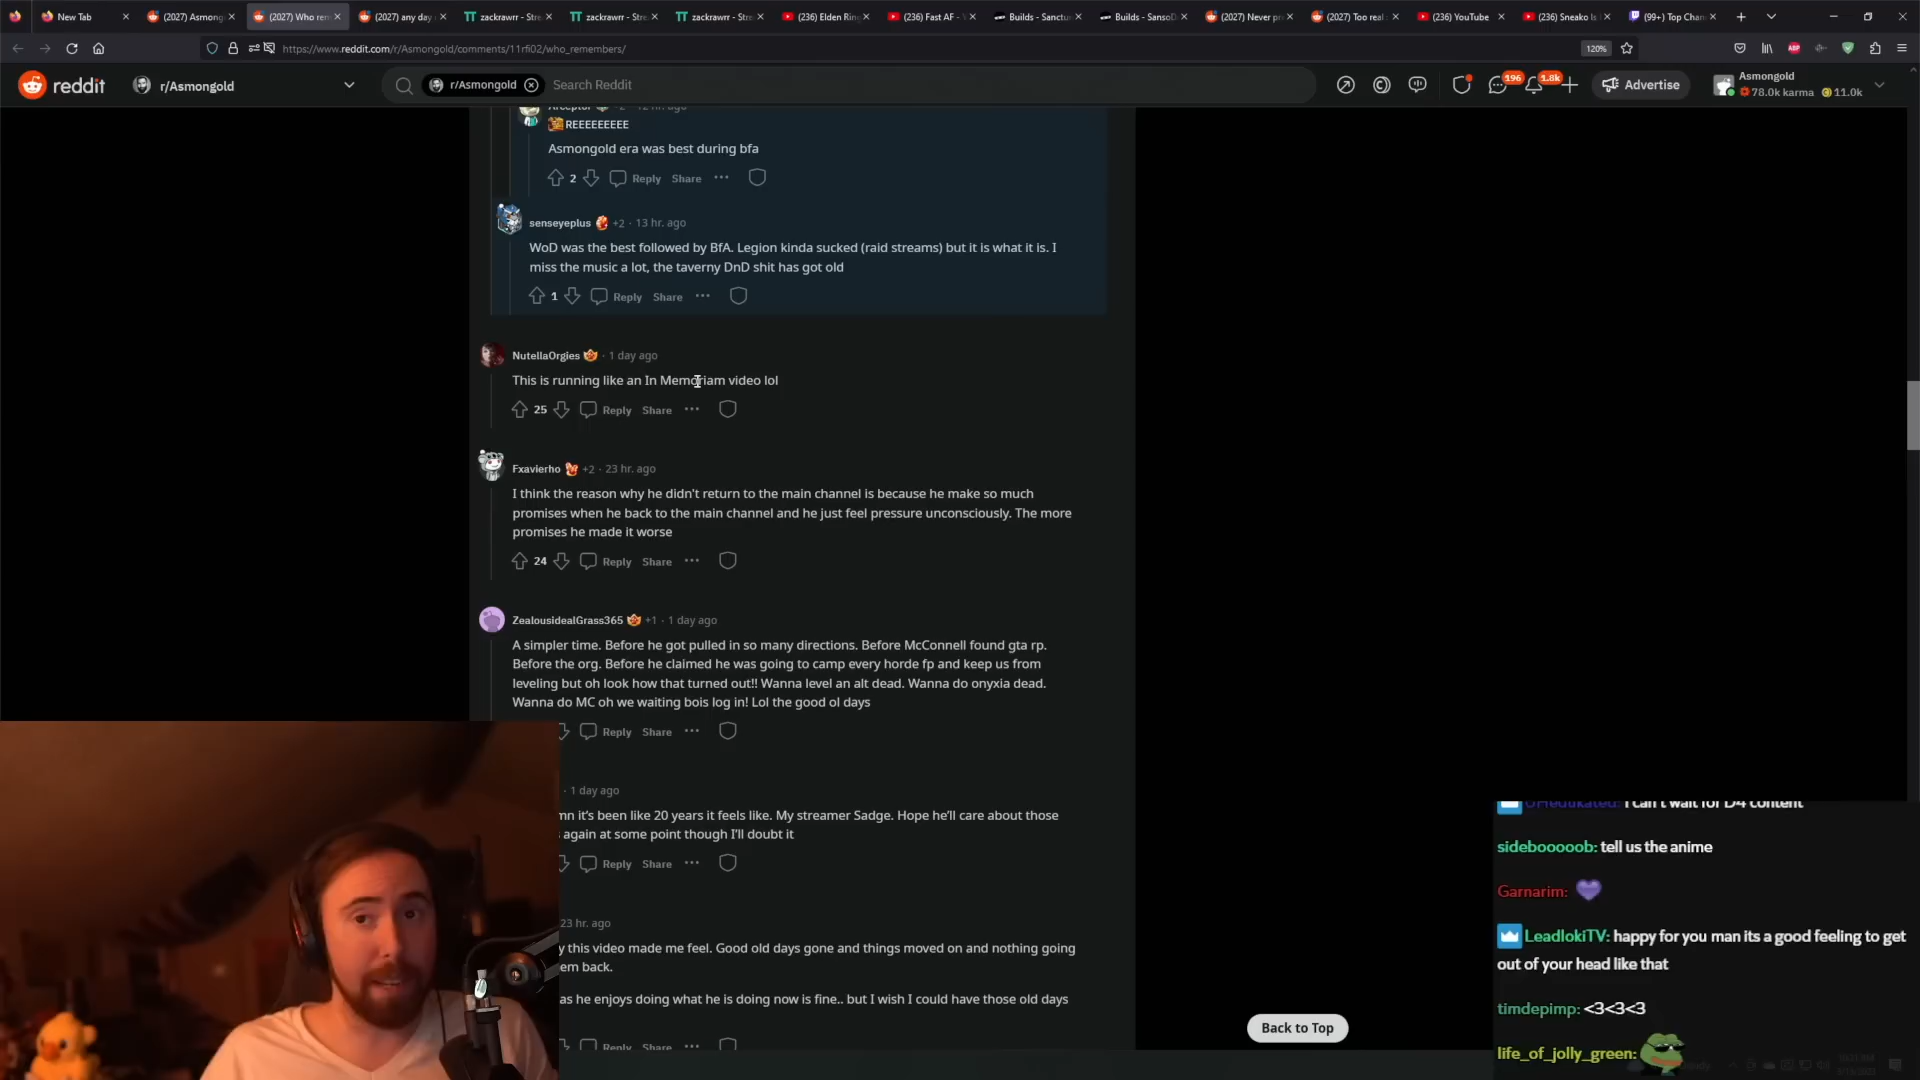 New Tab
(2027) Asmong
(2027) Who rem
(2027) any day
zackrawrr - Stre
zackrawrr - Stre
zackrawrr - Stre
(236) Elden Rin
(236) Fast AF -
Builds - Sanctu
Builds - SansoD
(2027) Never p
(2027) Too real
(236) YouTube
(236) Sneako Is
(99+) Top Chan
https://www.reddit.com/r/Asmongold/comments/11rfi02/who_remembers/
120%
reddit
r/Asmongold
r/Asmongold
Search Reddit
196
1.8k
Advertise
Asmongold
78.0k karma
11.0k
REEEEEEEEE
Asmongold era was best during bfa
2
Reply
Share
senseyeplus
+2 · 13 hr. ago
WoD was the best followed by BfA. Legion kinda sucked (raid streams) but it is what it is. I
miss the music a lot, the taverny DnD shit has got old
1
Reply
Share
NutellaOrgies
· 1 day ago
This is running like an In Memoriam video lol
25
Reply
Share
Fxavierho
+2 · 23 hr. ago
I think the reason why he didn't return to the main channel is because he make so much
promises when he back to the main channel and he just feel pressure unconsciously. The more
promises he made it worse
24
Reply
Share
ZealousidealGrass365
+1 · 1 day ago
A simpler time. Before he got pulled in so many directions. Before McConnell found gta rp.
Before the org. Before he claimed he was going to camp every horde fp and keep us from
leveling but oh look how that turned out!! Wanna level an alt dead. Wanna do onyxia dead.
Wanna do MC oh we waiting bois log in! Lol the good ol days
Reply
Share
· 1 day ago
mn it's been like 20 years it feels like. My streamer Sadge. Hope he'll care about those
again at some point though I'll doubt it
Reply
Share
23 hr. ago
y this video made me feel. Good old days gone and things moved on and nothing going
em back.
as he enjoys doing what he is doing now is fine.. but I wish I could have those old days
Reply
Share
Back to Top
I can't wait for D4 content
sidebooooob: tell us the anime
Garnarim:
LeadlokiTV: happy for you man its a good feeling to get
out of your head like that
timdepimp: <3<3<3
life_of_jolly_green: